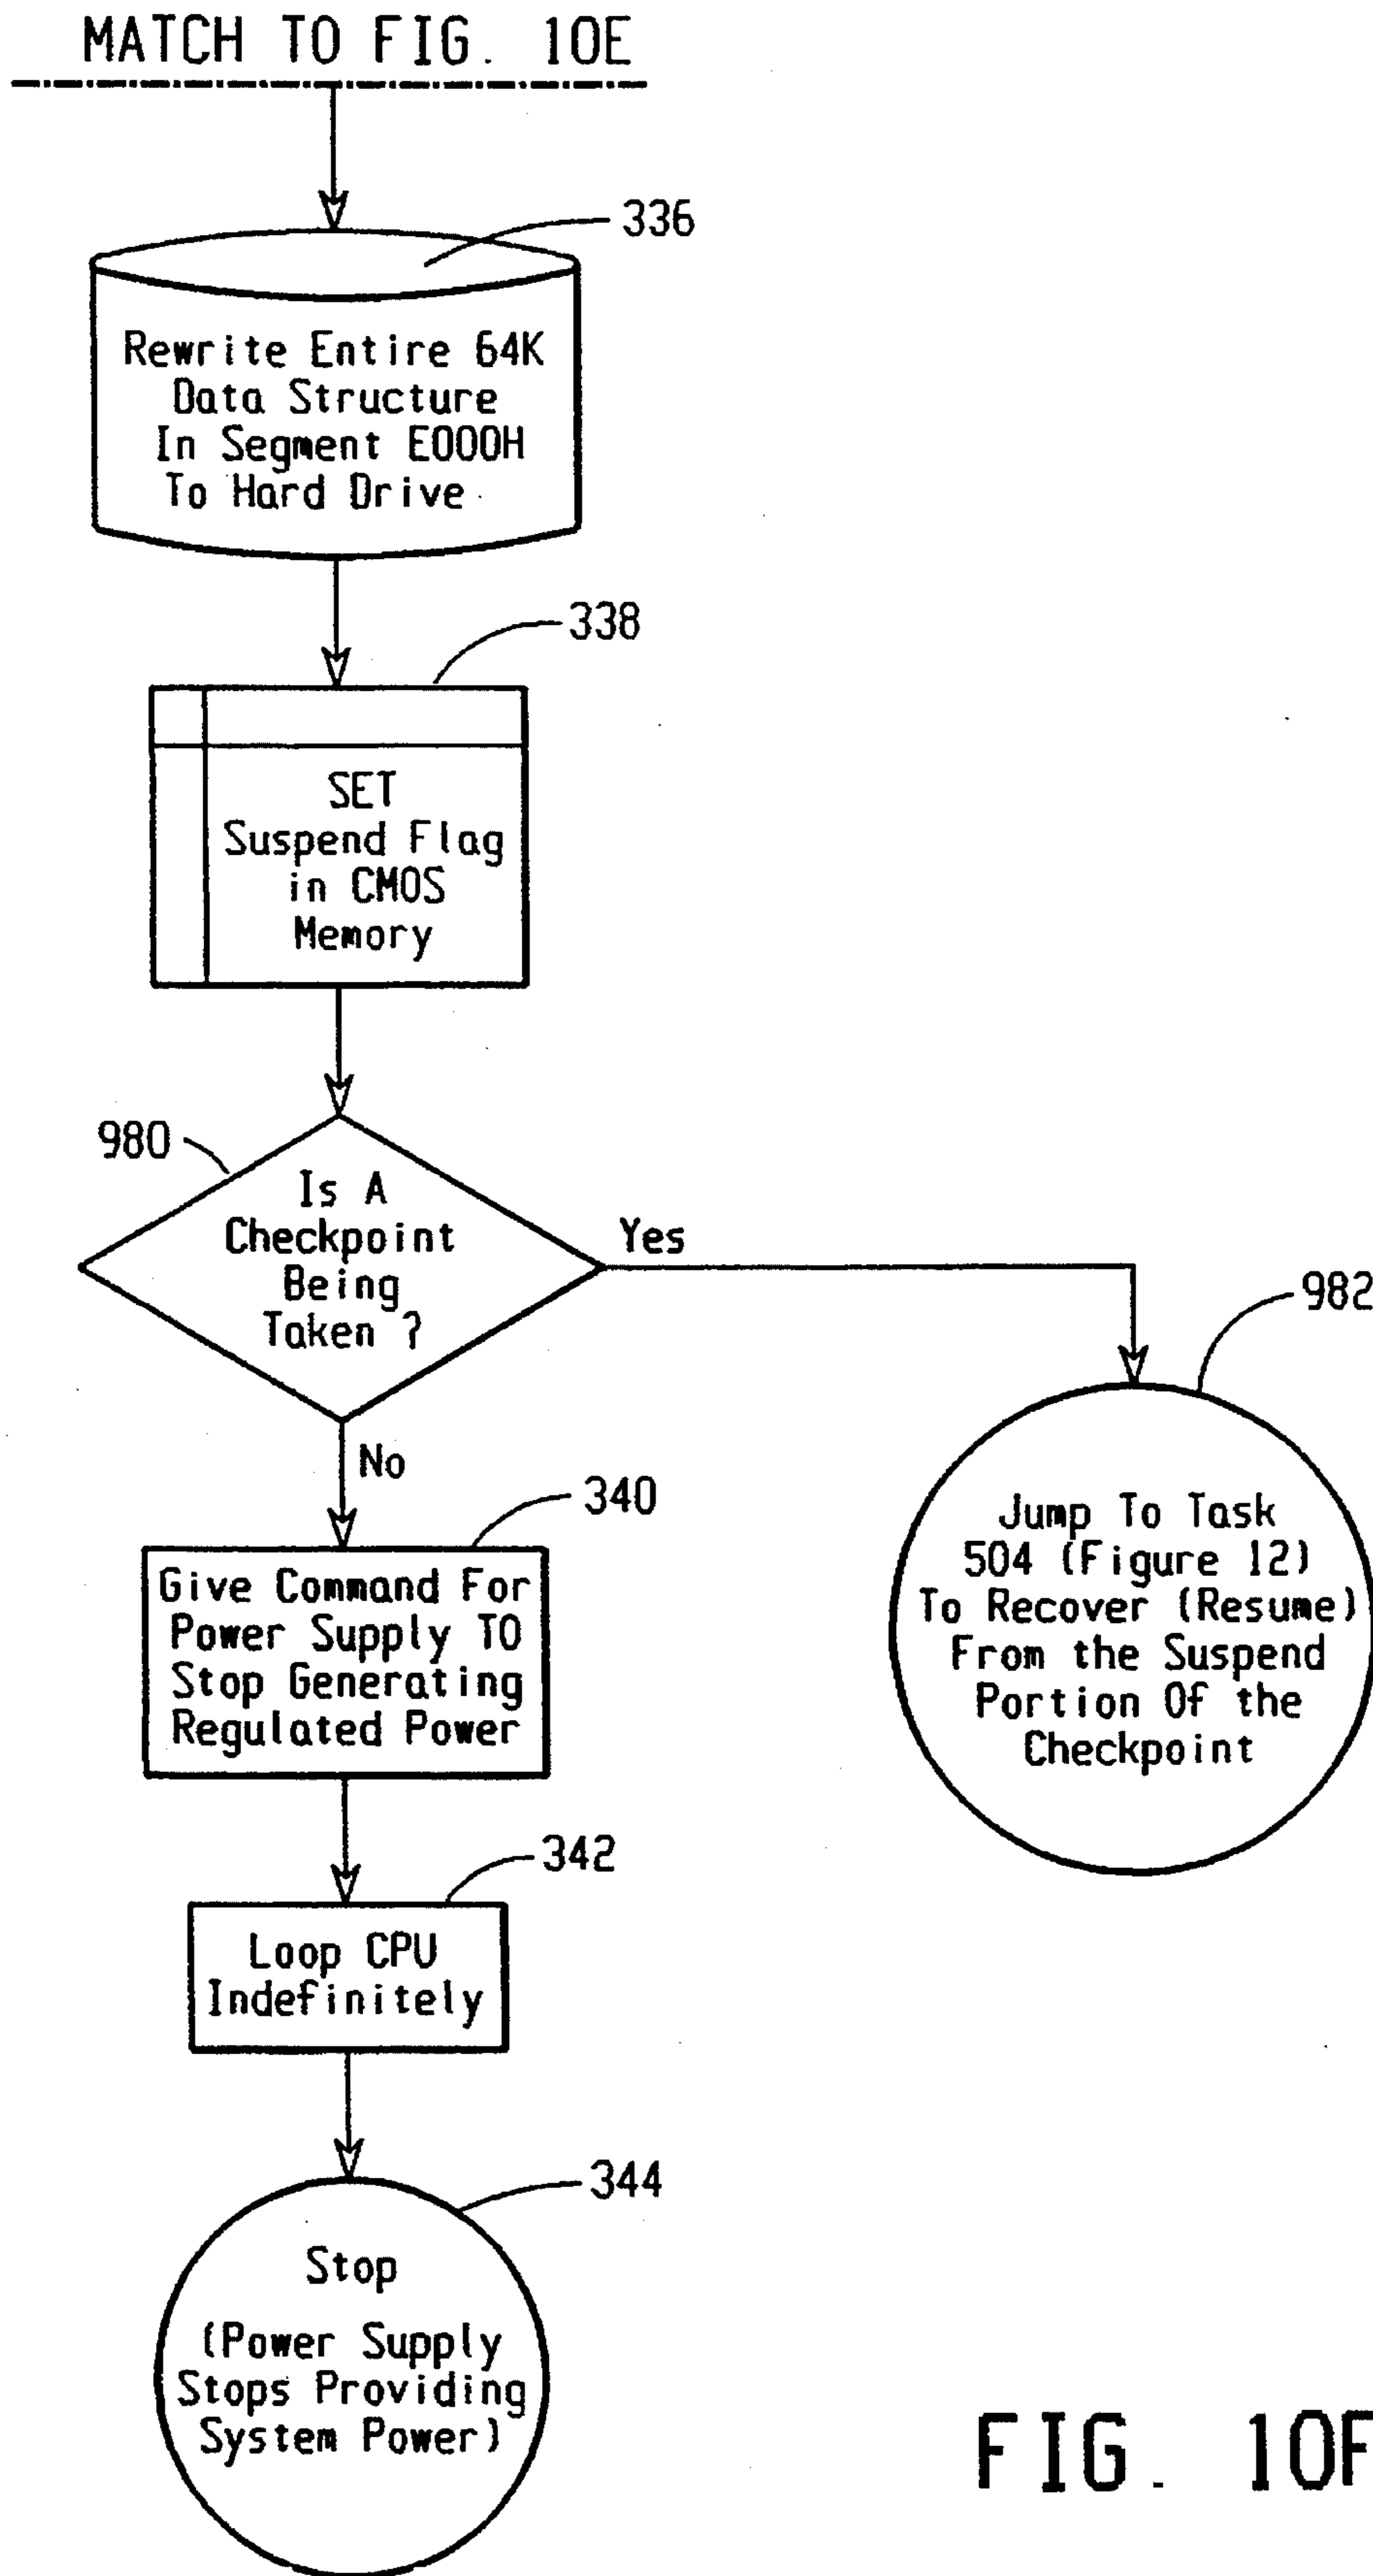 MATCH TO FIG. 10E
336
Rewrite Entire 64K
Data Structure
In Segment E000H
To Hard Drive
338
SET
Suspend Flag
in CMOS
Memory
980
Is A
Checkpoint
Being
Taken ?
Yes
982
Jump To Task
504 (Figure 12)
To Recover (Resume)
From the Suspend
Portion Of the
Checkpoint
No
340
Give Command For
Power Supply TO
Stop Generating
Regulated Power
342
Loop CPU
Indefinitely
344
Stop
(Power Supply
Stops Providing
System Power)
FIG. 10F